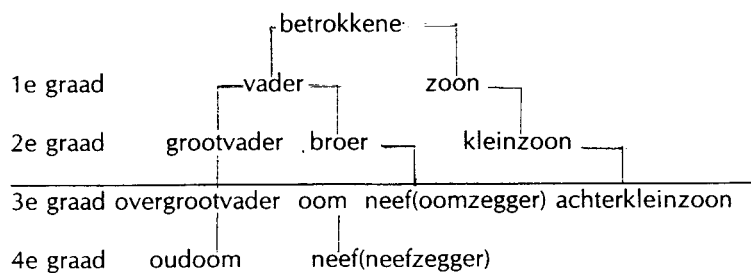 betrokkene
1e graad vader zoon
2e graad grootvader broer kleinzoon
3e graad overgrootvader oom neef(oomzegger) achterkleinzoon
4e graad oudoom neef(neefzegger)